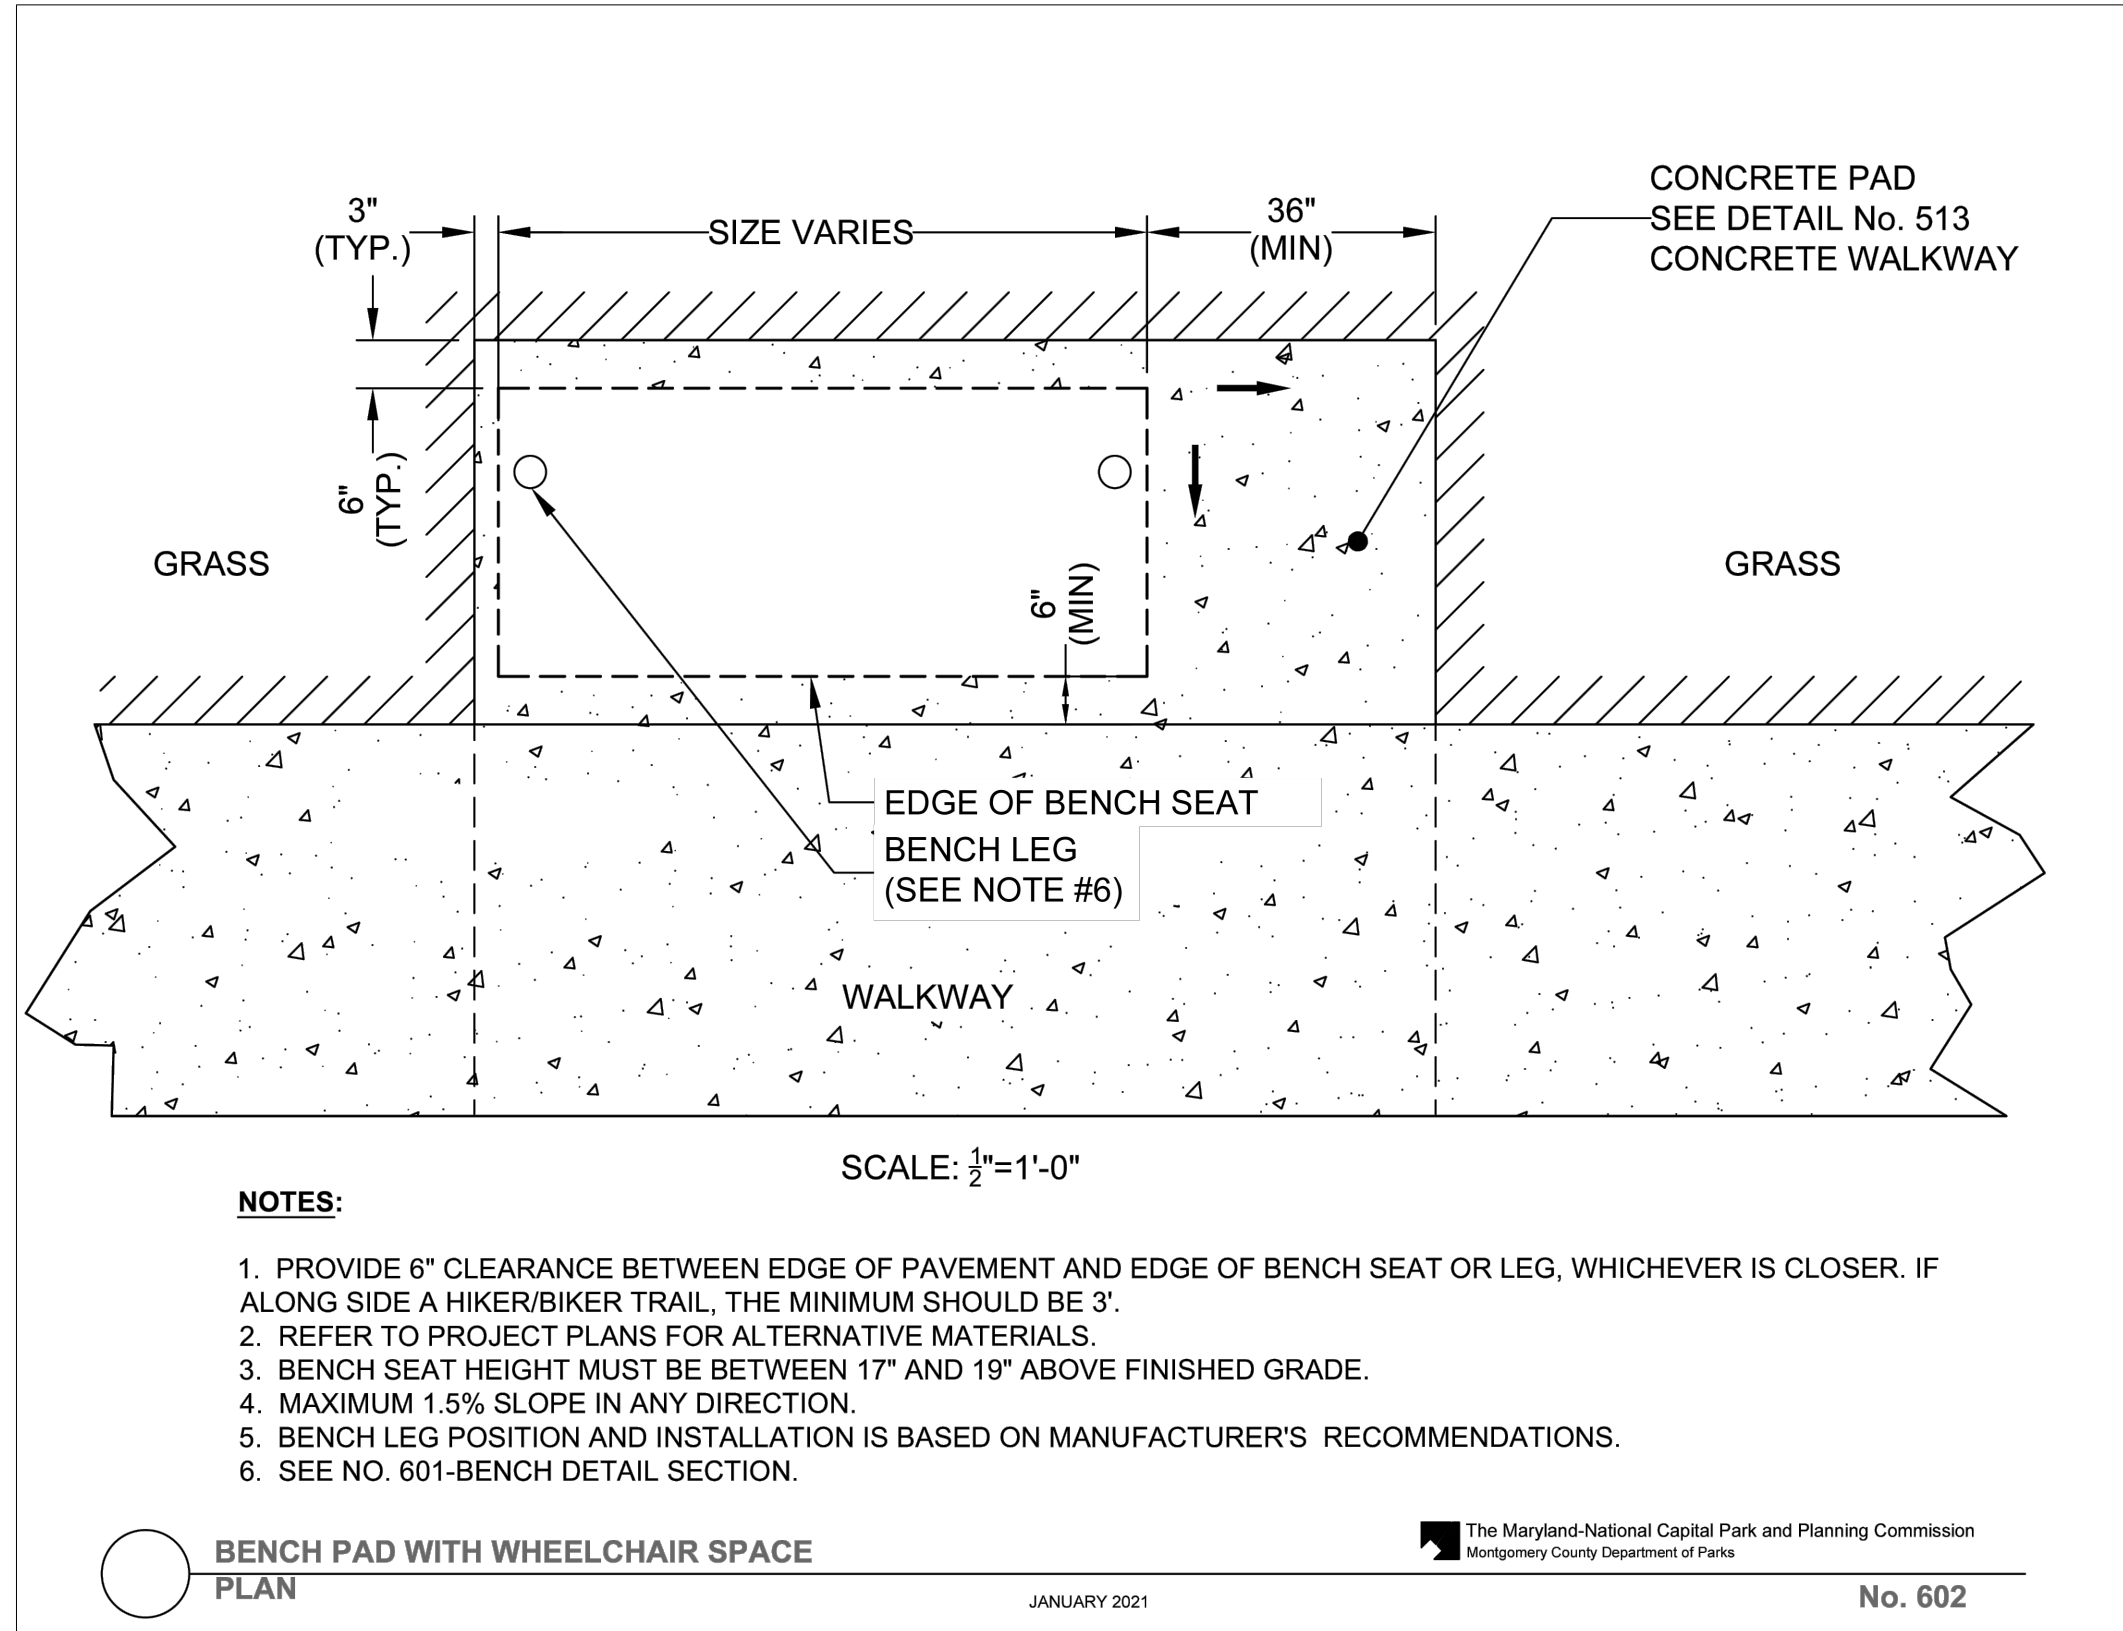 3"
(TYP.)
SIZE VARIES
36"
(MIN)
CONCRETE PAD
SEE DETAIL No. 513
CONCRETE WALKWAY
6"
(TYP.)
GRASS
6"
(MIN)
GRASS
EDGE OF BENCH SEAT
BENCH LEG
(SEE NOTE #6)
WALKWAY
SCALE: 1/2"=1'-0"
NOTES:
1. PROVIDE 6" CLEARANCE BETWEEN EDGE OF PAVEMENT AND EDGE OF BENCH SEAT OR LEG, WHICHEVER IS CLOSER. IF
ALONG SIDE A HIKER/BIKER TRAIL, THE MINIMUM SHOULD BE 3'.
2. REFER TO PROJECT PLANS FOR ALTERNATIVE MATERIALS.
3. BENCH SEAT HEIGHT MUST BE BETWEEN 17" AND 19" ABOVE FINISHED GRADE.
4. MAXIMUM 1.5% SLOPE IN ANY DIRECTION.
5. BENCH LEG POSITION AND INSTALLATION IS BASED ON MANUFACTURER'S RECOMMENDATIONS.
6. SEE NO. 601-BENCH DETAIL SECTION.
BENCH PAD WITH WHEELCHAIR SPACE
PLAN
The Maryland-National Capital Park and Planning Commission
Montgomery County Department of Parks
JANUARY 2021
No. 602